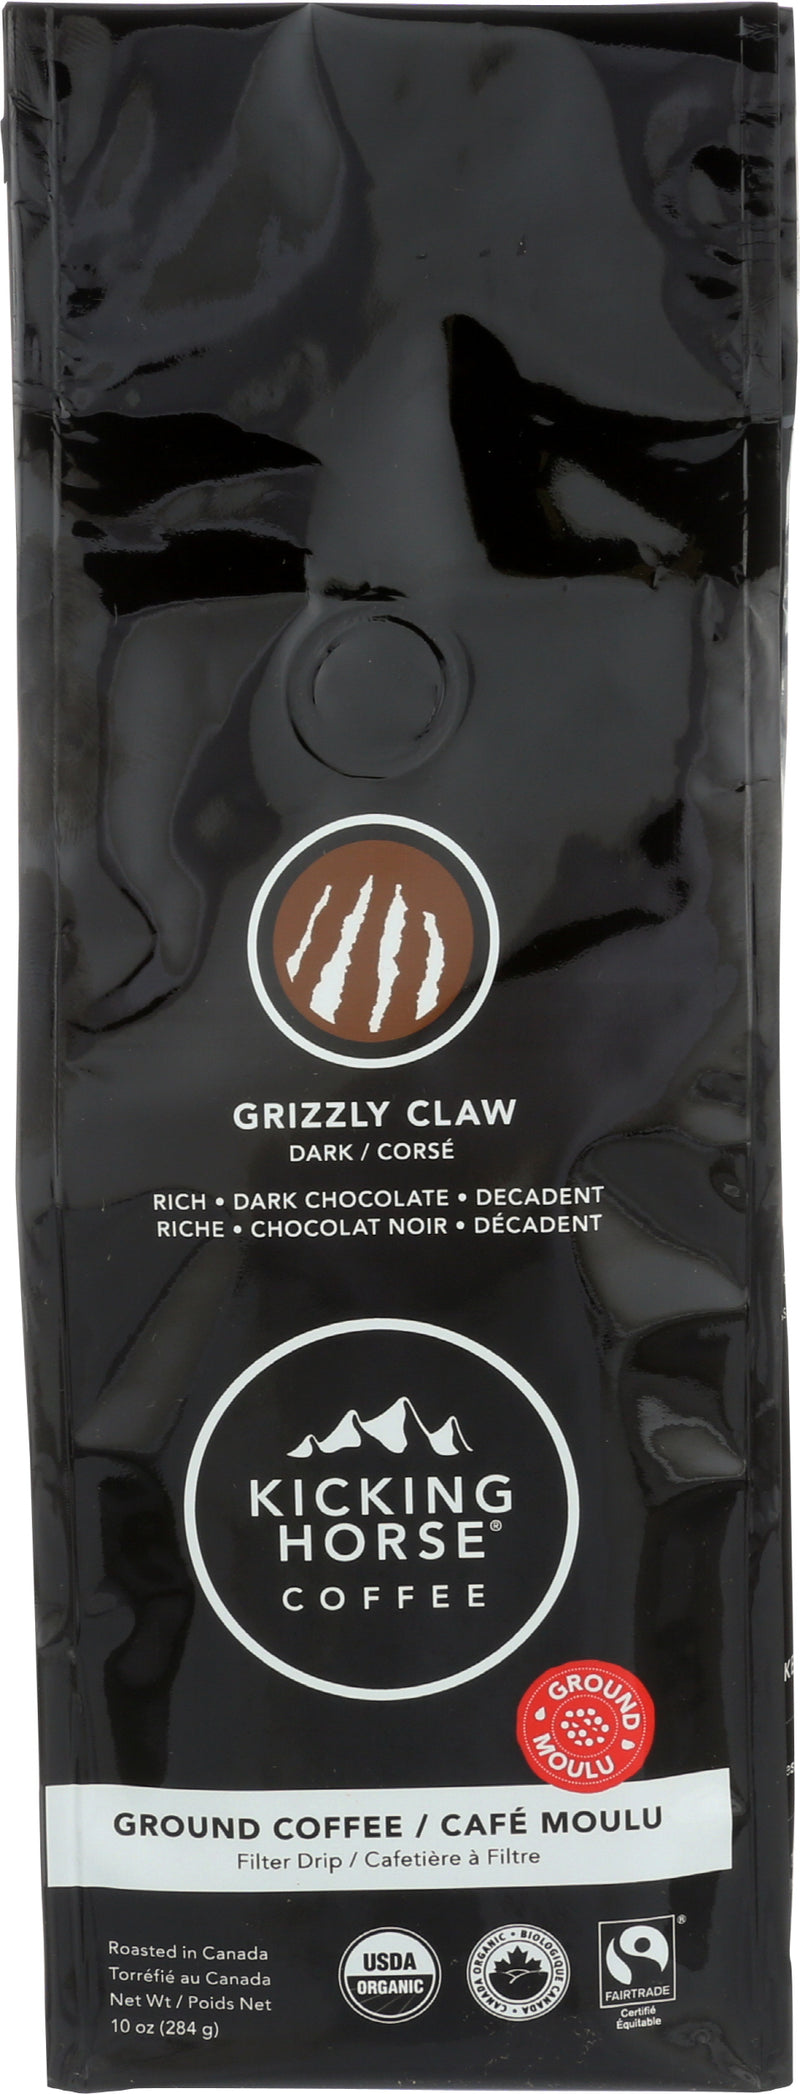 GRIZZLY CLAW
DARK / CORSÉ
RICH • DARK CHOCOLATE • DECADENT
RICHE • CHOCOLAT NOIR • DÉCADENT
KICKING
HORSE®
COFFEE
GROUND
MOULU
GROUND COFFEE / CAFÉ MOULU
Filter Drip / Cafetière à Filtre
Roasted in Canada
Torréfié au Canada
Net Wt / Poids Net
10 oz (284 g)
USDA
ORGANIC
CANADA ORGANIC • BIOLOGIQUE CANADA •
®
FAIRTRADE
Certifié
Équitable